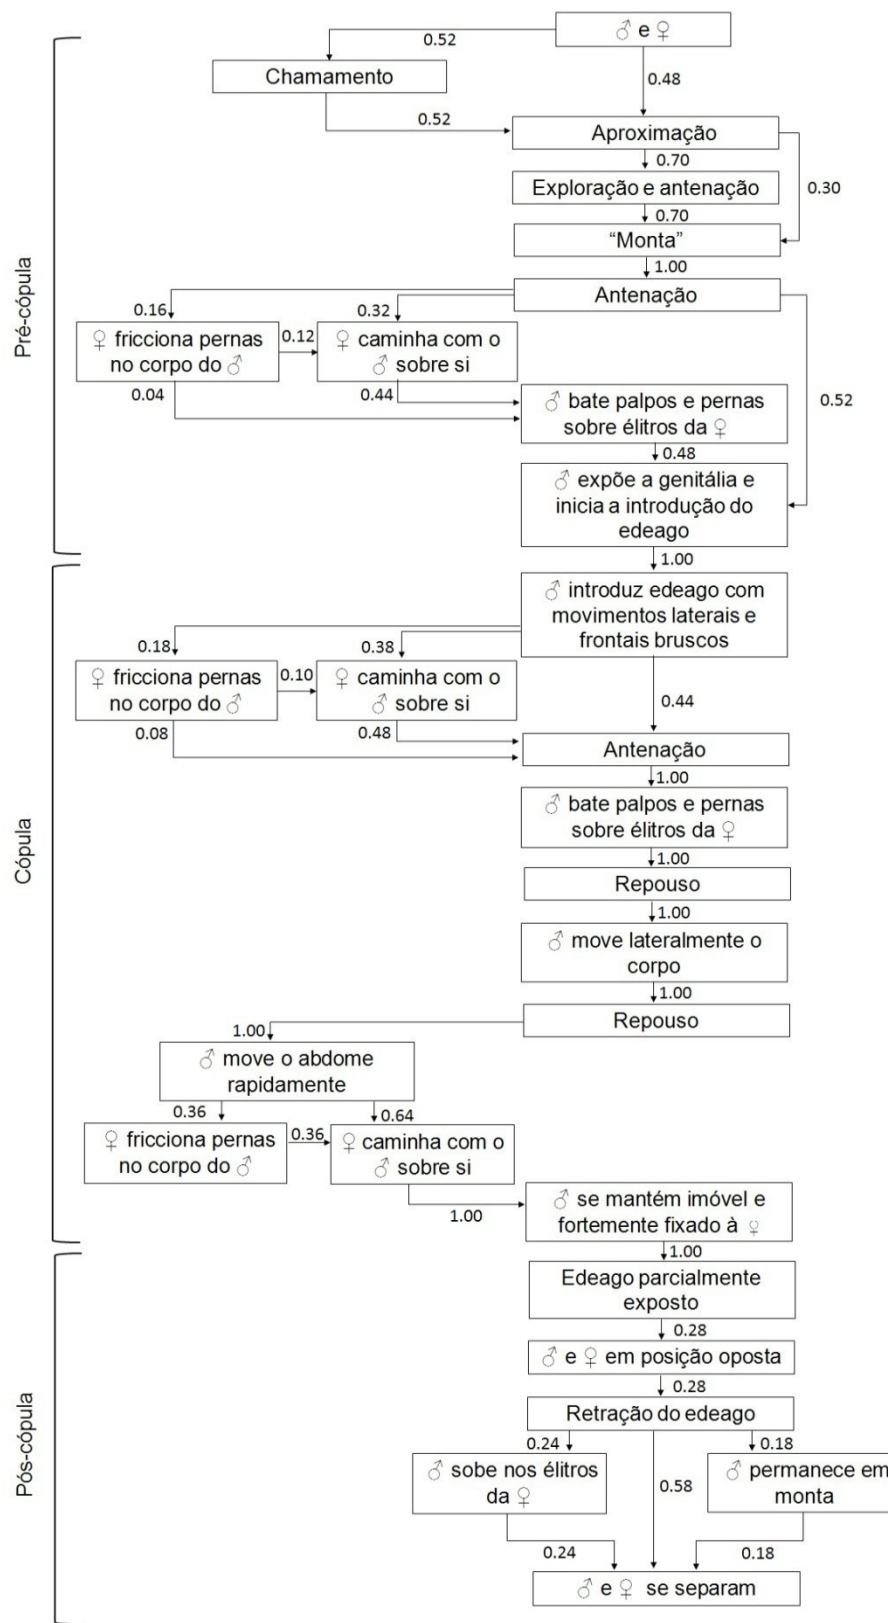 ♂ e ♀
0.52
Chamamento
0.48
0.52
Aproximação
0.70
0.30
Exploração e antenação
0.70
“Monta”
1.00
Antenação
0.16
0.32
0.52
♀ fricciona pernas
no corpo do ♂
0.12
♀ caminha com o
♂ sobre si
0.04
0.44
♂ bate palpos e pernas
sobre élitros da ♀
0.48
♂ expõe a genitália e
inicia a introdução do
edeago
Pré-cópula
1.00
♂ introduz edeago com
movimentos laterais e
frontais bruscos
0.18
0.38
0.44
♀ fricciona pernas
no corpo do ♂
0.10
♀ caminha com o
♂ sobre si
0.08
0.48
Antenação
1.00
♂ bate palpos e pernas
sobre élitros da ♀
1.00
Repouso
1.00
♂ move lateralmente o
corpo
1.00
Repouso
1.00
♂ move o abdome
rapidamente
0.36
0.64
♀ fricciona pernas
no corpo do ♂
0.36
♀ caminha com o
♂ sobre si
1.00
♂ se mantém imóvel e
fortemente fixado à ♀
Cópula
1.00
Edeago parcialmente
exposto
0.28
♂ e ♀ em posição oposta
0.28
Retração do edeago
0.24
0.58
0.18
♂ sobe nos élitros
da ♀
♂ permanece em
monta
0.24
0.18
♂ e ♀ se separam
Pós-cópula